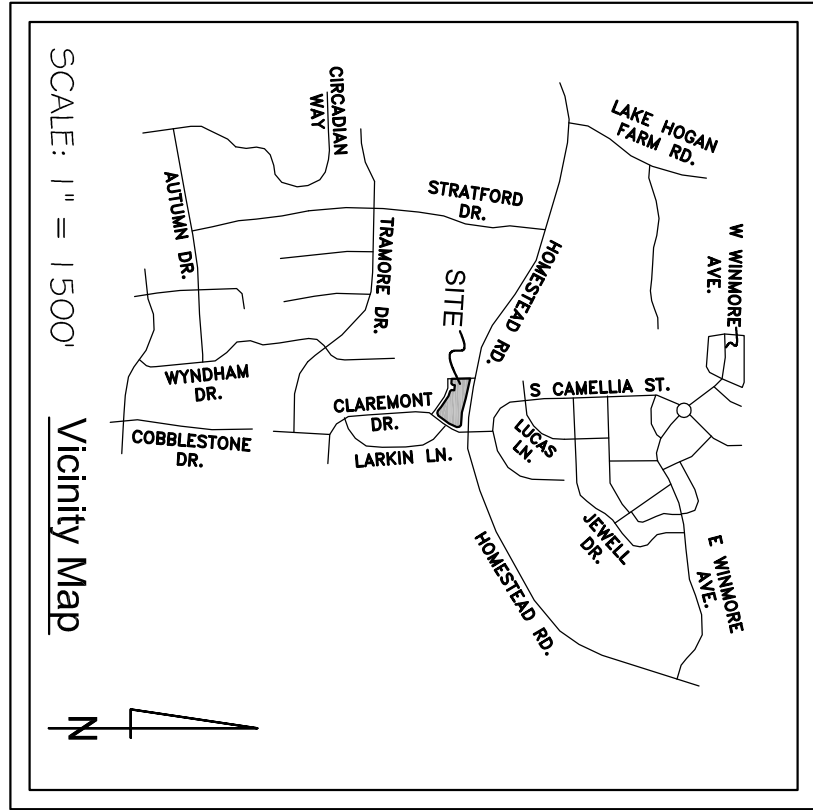 CIRCADIAN
WAY
LAKE HOGAN
FARM RD.
AUTUMN DR.
STRATFORD
DR.
TRAMORE DR.
HOMESTEAD RD.
W WINMORE
AVE.
SITE
WYNDHAM
DR.
CLAREMONT
DR.
S CAMELLIA ST.
LUCAS
LN.
COBBLESTONE
DR.
LARKIN LN.
JEWELL
DR.
E WINMORE
AVE.
HOMESTEAD RD.
N
Vicinity Map
SCALE: 1" = 1500'